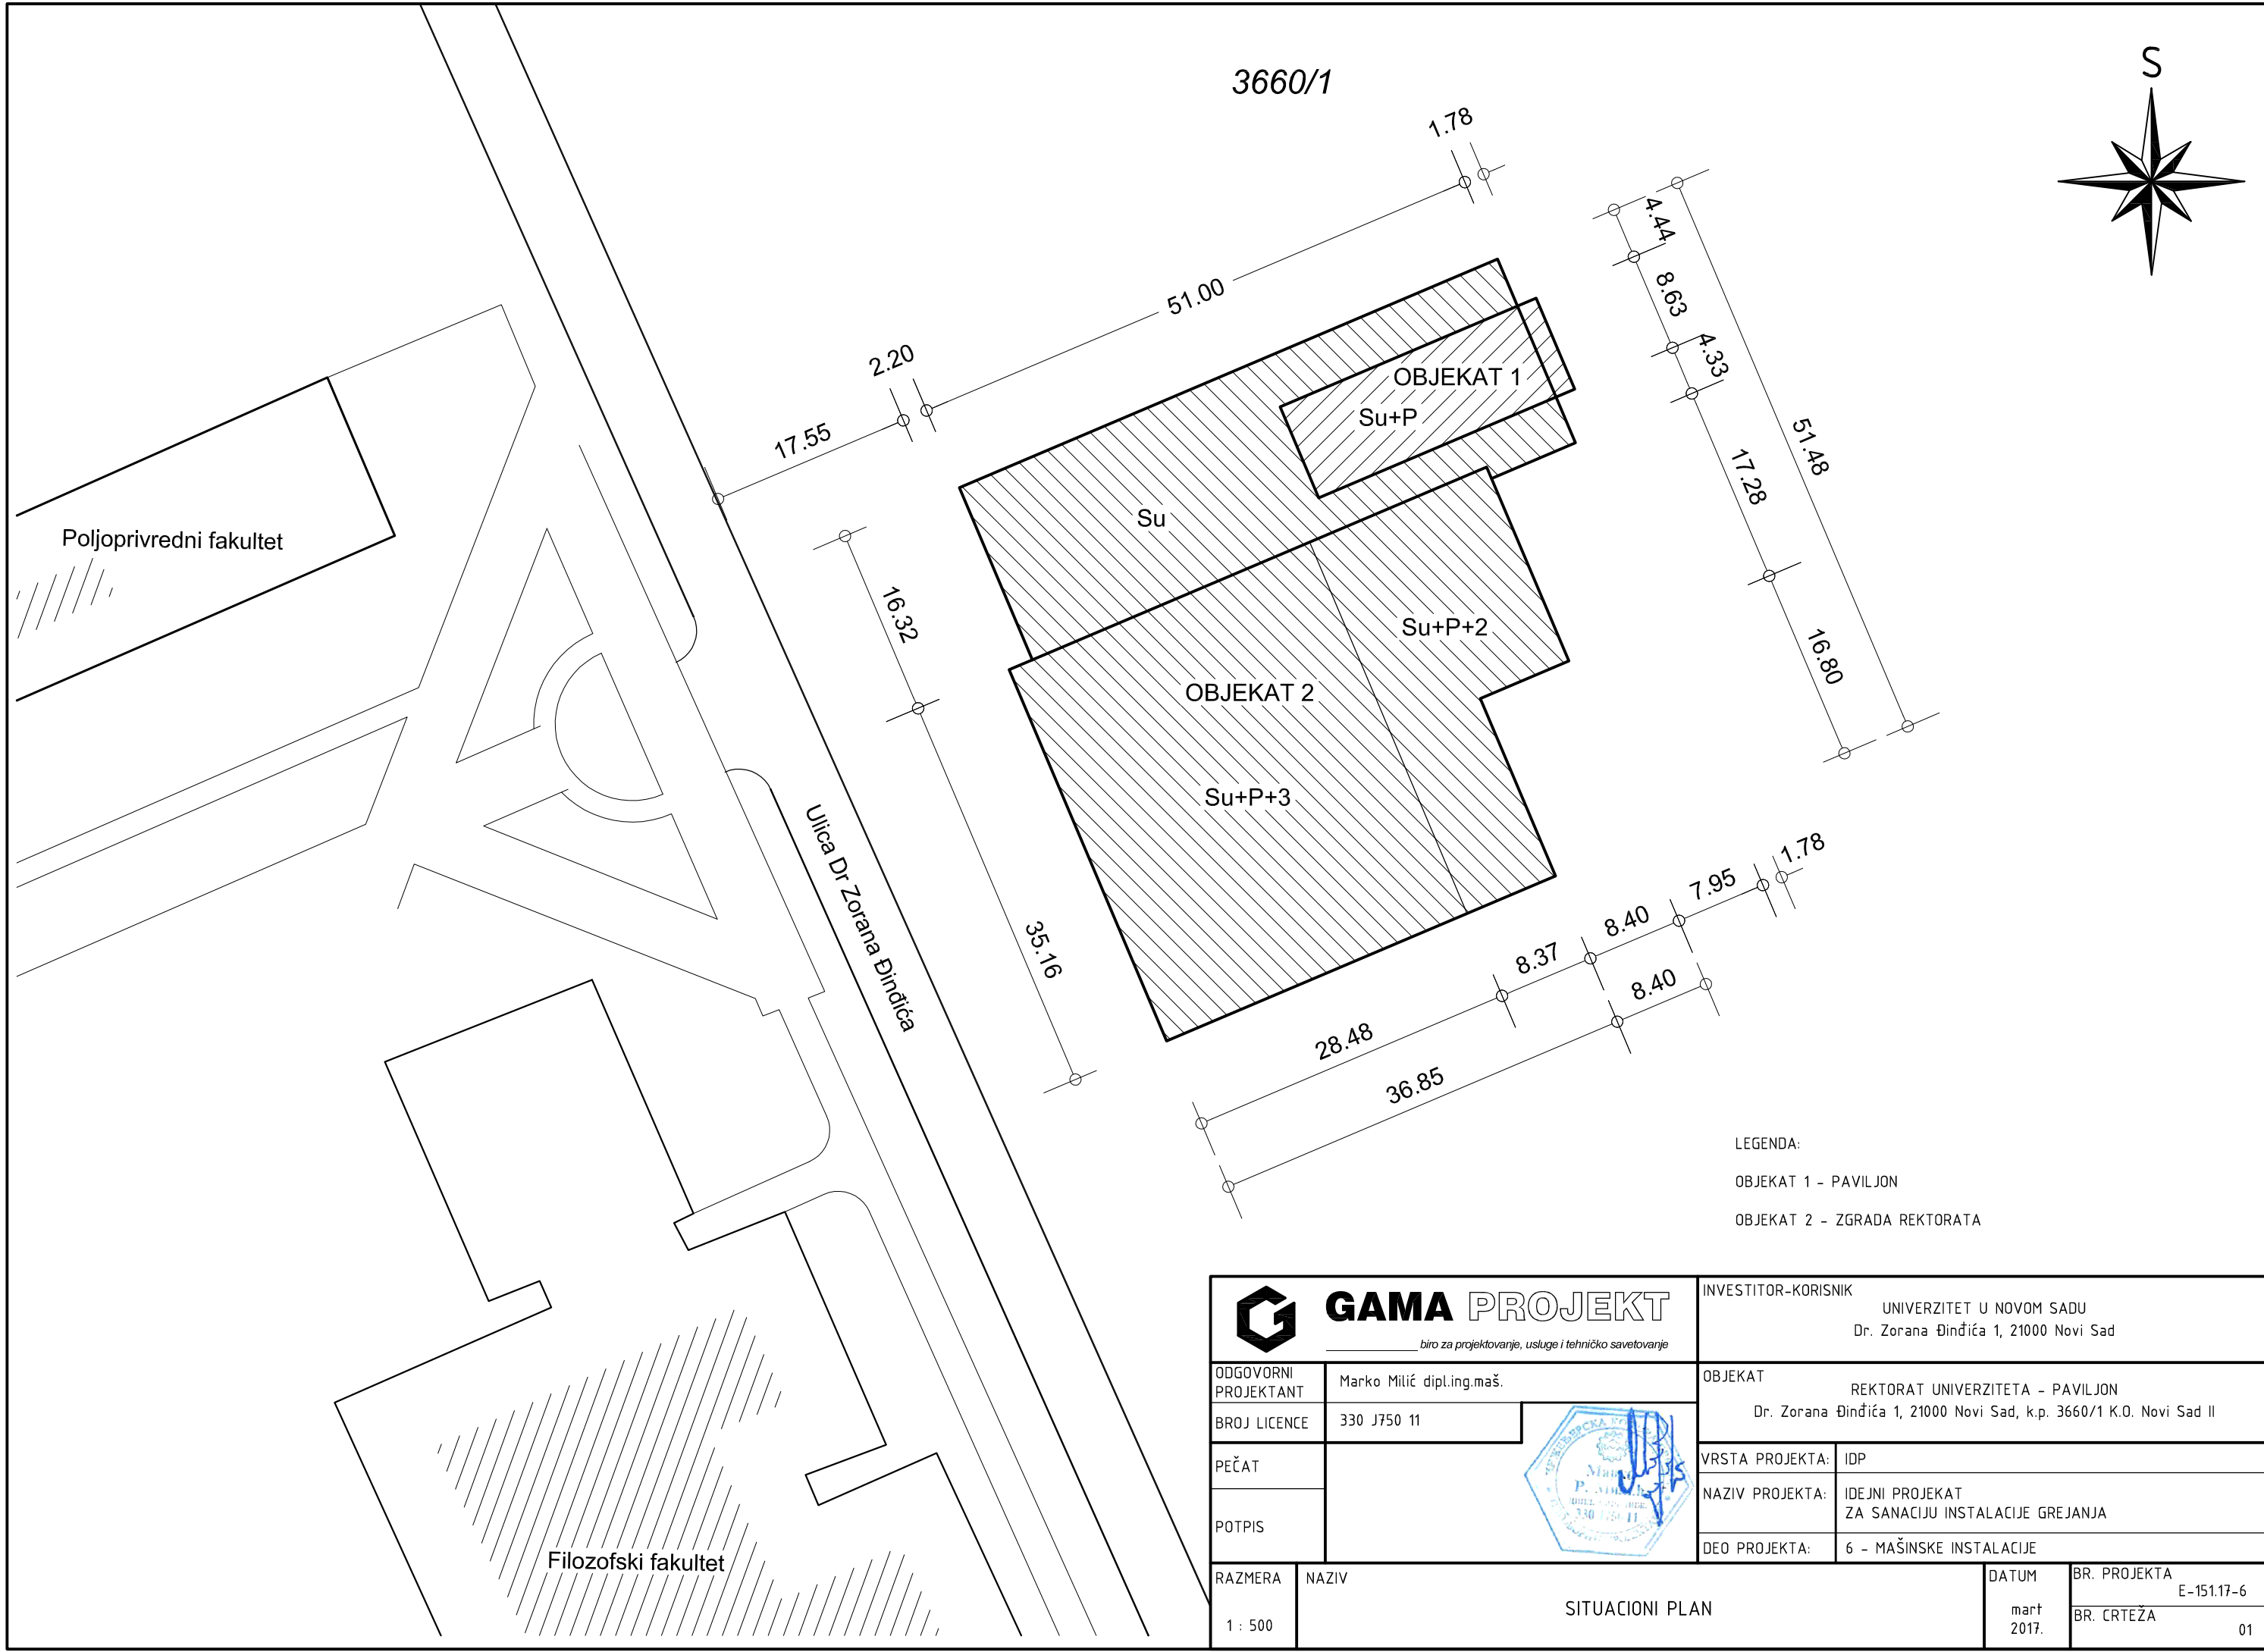 3660/1
S
1.78
4.44
8.63
4.33
51.00
2.20
17.55
51.48
17.28
16.80
OBJEKAT 1
Su+P
Su
Poljoprivredni fakultet
16.32
Su+P+2
OBJEKAT 2
Su+P+3
Ulica Dr Zorana Đinđića
35.16
1.78
7.95
8.40
8.37
8.40
28.48
36.85
Filozofski fakultet
LEGENDA:
OBJEKAT 1 - PAVILJON
OBJEKAT 2 - ZGRADA REKTORATA
GAMA PROJEKT
biro za projektovanje, usluge i tehničko savetovanje
INVESTITOR-KORISNIK
UNIVERZITET U NOVOM SADU
Dr. Zorana Đinđića 1, 21000 Novi Sad
ODGOVORNI
PROJEKTANT
Marko Milić dipl.ing.maš.
BROJ LICENCE
330 J750 11
OBJEKAT
REKTORAT UNIVERZITETA - PAVILJON
Dr. Zorana Đinđića 1, 21000 Novi Sad, k.p. 3660/1 K.O. Novi Sad II
PEČAT
POTPIS
VRSTA PROJEKTA: IDP
NAZIV PROJEKTA: IDEJNI PROJEKAT
ZA SANACIJU INSTALACIJE GREJANJA
DEO PROJEKTA: 6 - MAŠINSKE INSTALACIJE
RAZMERA
1 : 500
NAZIV
SITUACIONI PLAN
DATUM
mart
2017.
BR. PROJEKTA
E-151.17-6
BR. CRTEŽA
01